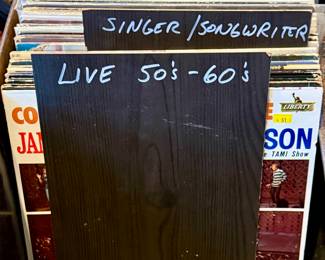 SINGER/SONGWRITER
LIVE 50's-60's
LIBERTY
CO
JA
SON
TAMI Show